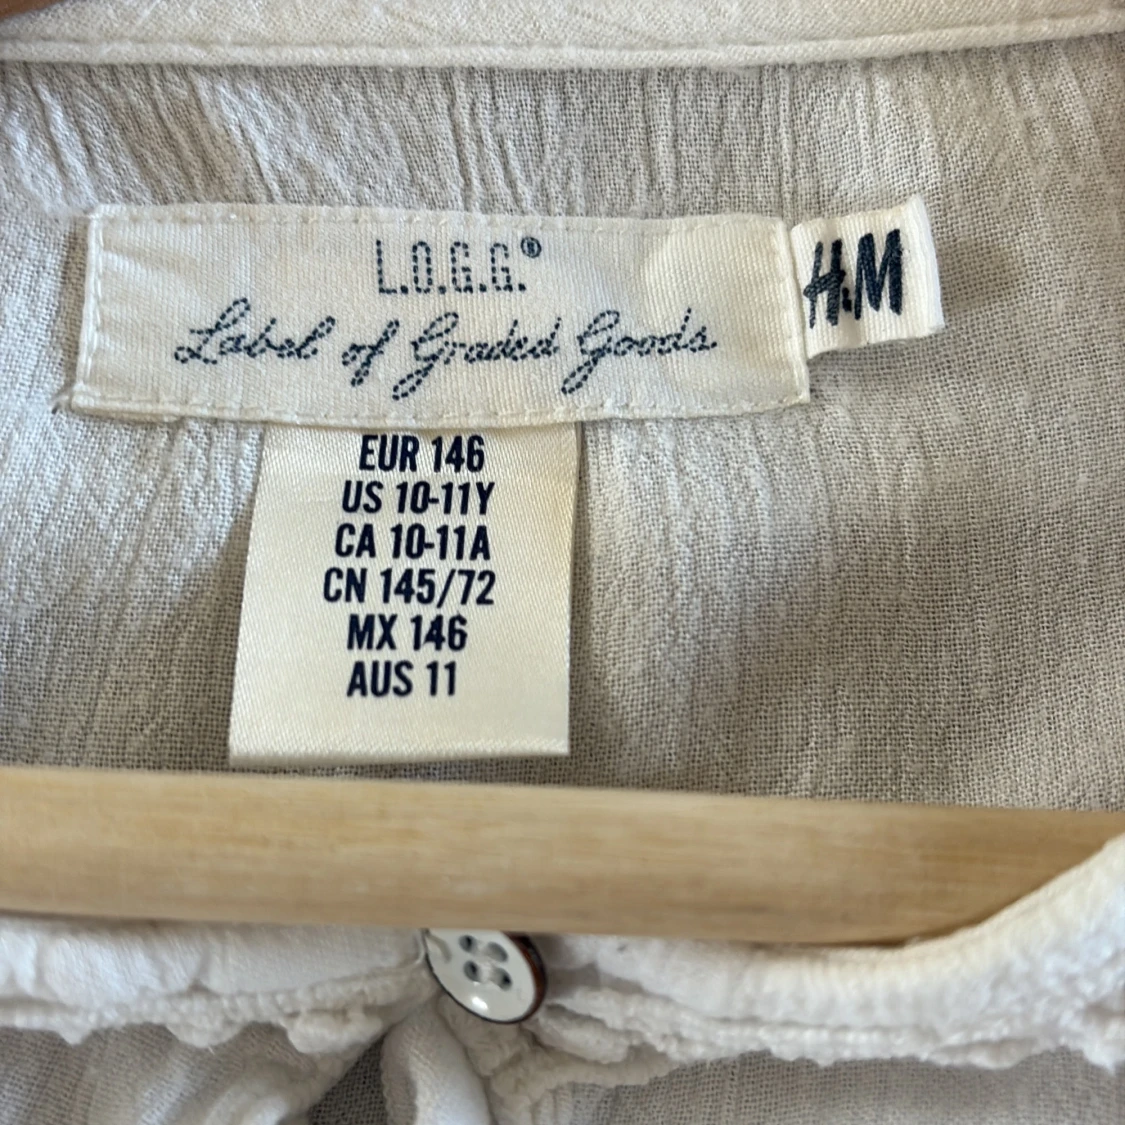 L.O.G.G.®
Label of Graded Goods
H&M
EUR 146
US 10-11Y
CA 10-11A
CN 145/72
MX 146
AUS 11